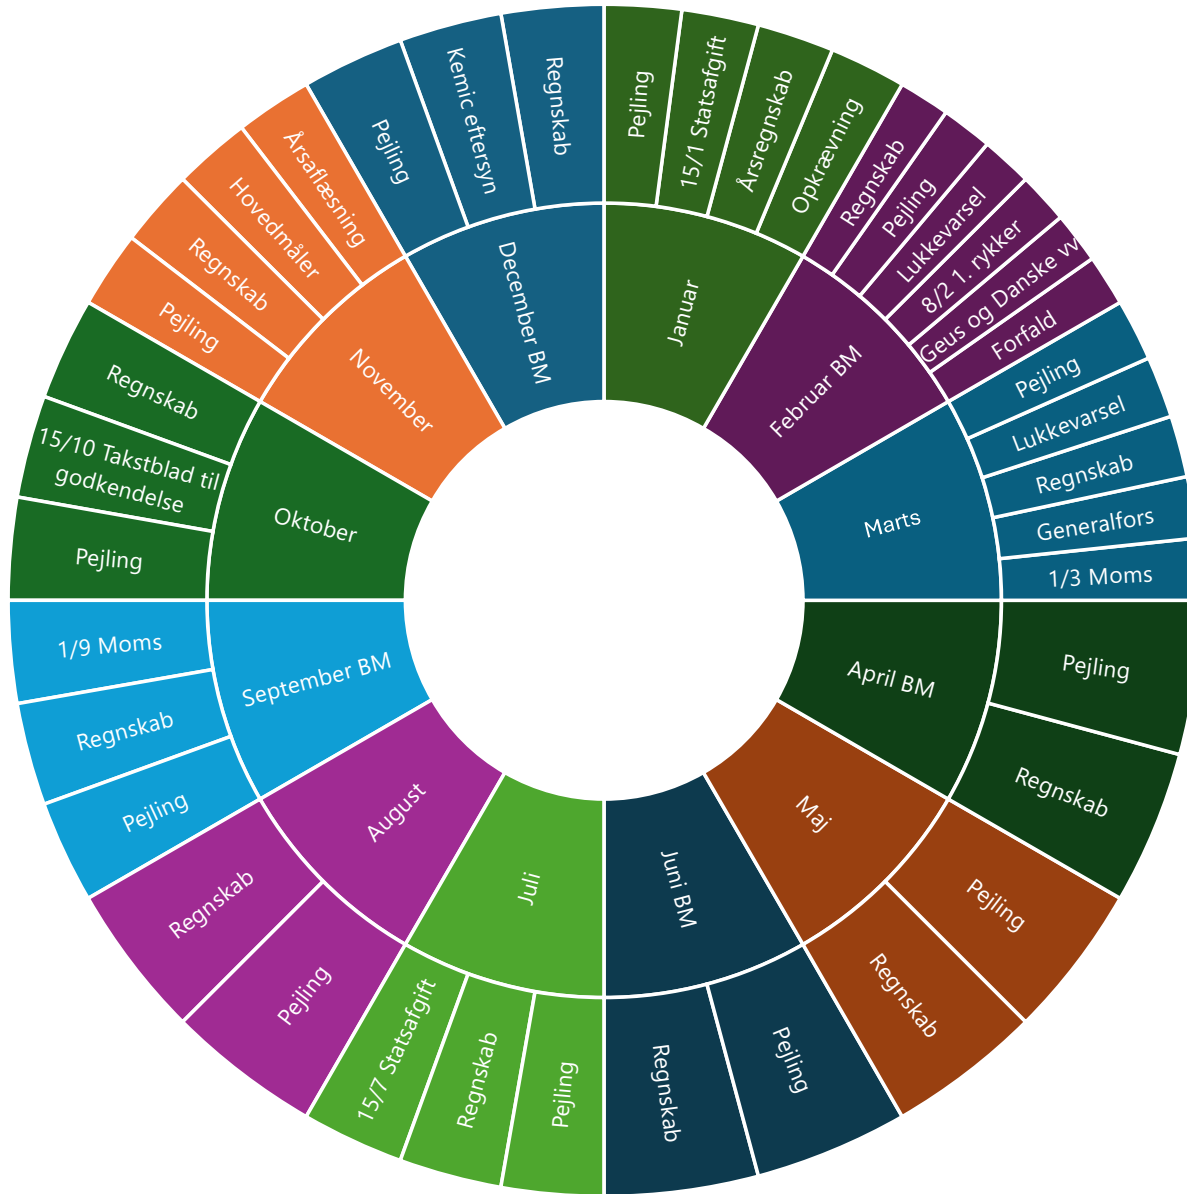 Januar
Pejling
15/1 Statsafgift
Årsregnskab
Opkrævning
Februar BM
Regnskab
Pejling
Lukkevarsel
8/2 1. rykker
Geus og Danske vv
Forfald
Marts
Pejling
Lukkevarsel
Regnskab
Generalfors
1/3 Moms
April BM
Pejling
Regnskab
Maj
Pejling
Regnskab
Juni BM
Pejling
Regnskab
Juli
Pejling
Regnskab
15/7 Statsafgift
August
Pejling
Regnskab
September BM
Pejling
Regnskab
1/9 Moms
Oktober
Pejling
15/10 Takstblad til
godkendelse
Regnskab
November
Pejling
Regnskab
Hovedmåler
Årsaflæsning
December BM
Pejling
Kemic eftersyn
Regnskab